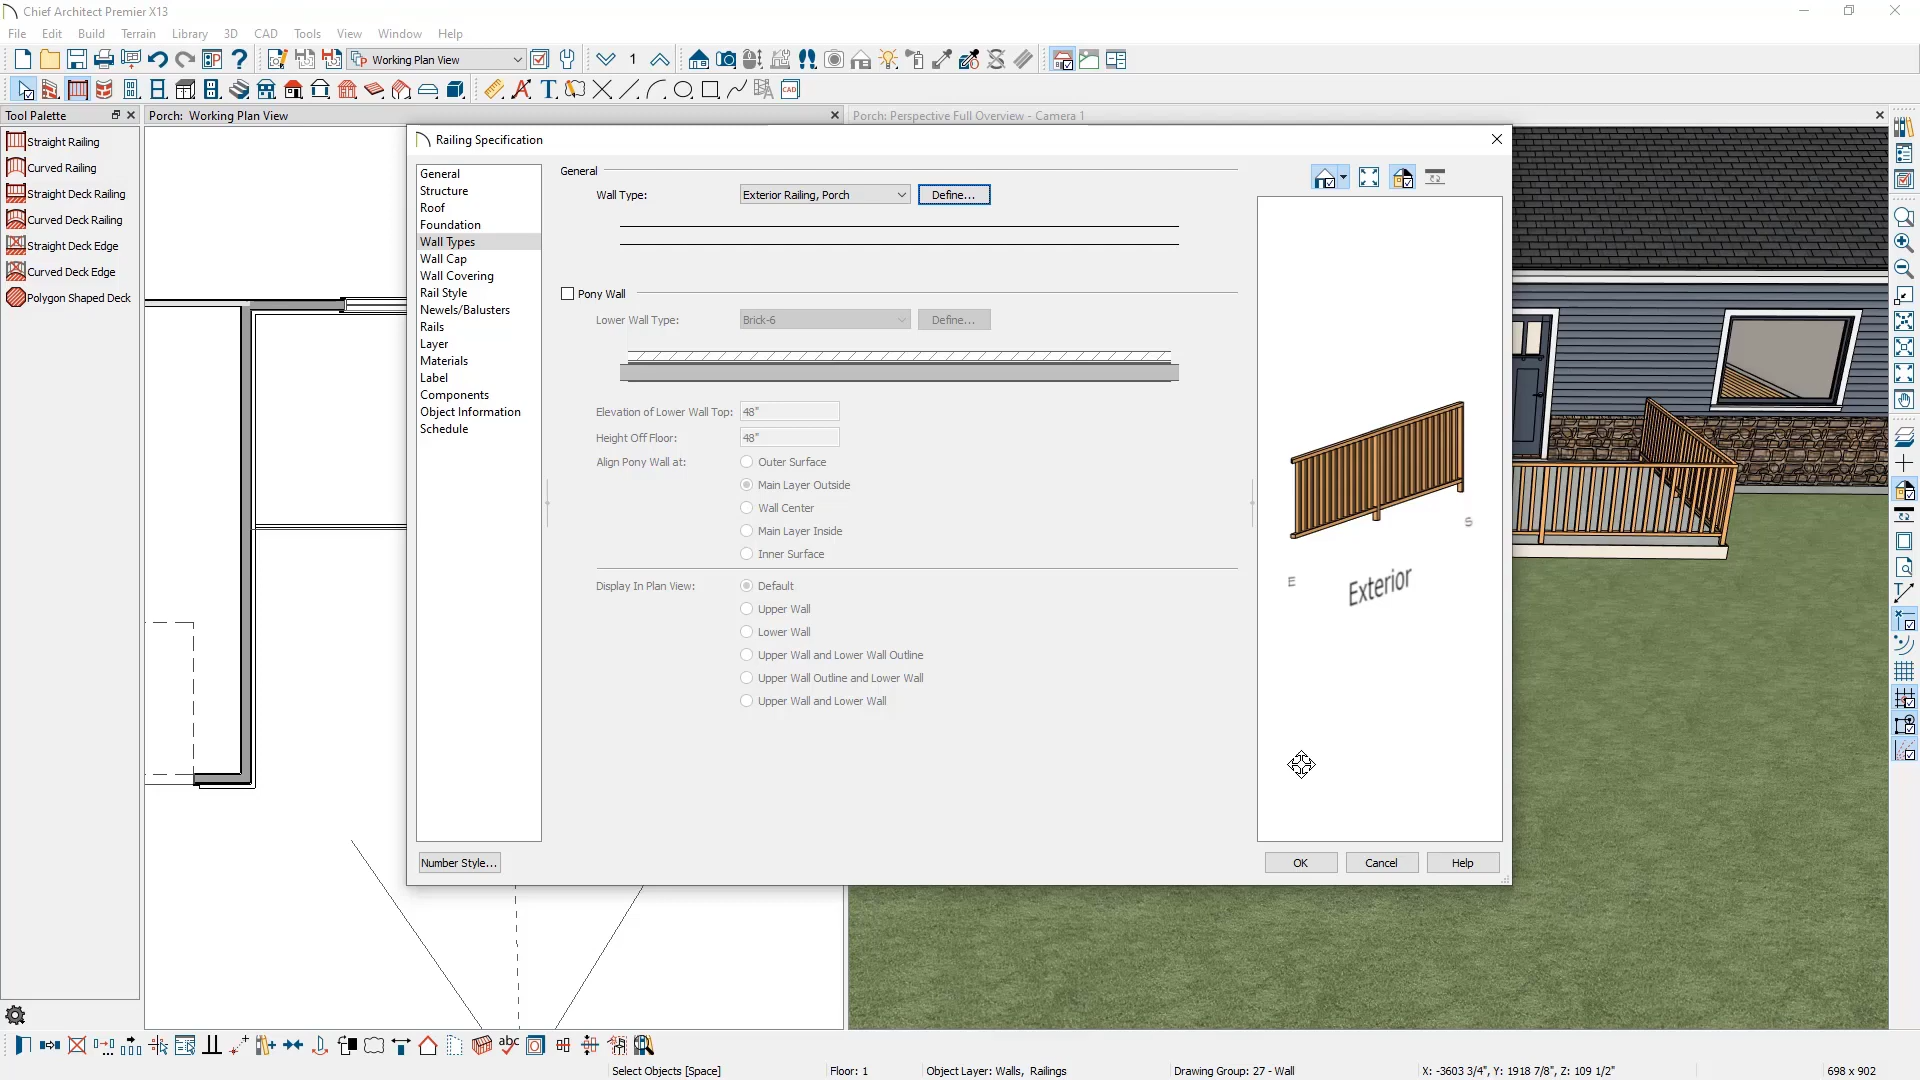 Chief Architect Premier X13
File Edit Build Terrain Library 3D CAD Tools View Window Help
Working Plan View
1
CAD
Tool Palette
Porch: Working Plan View
Porch: Perspective Full Overview - Camera 1
Straight Railing
Curved Railing
Straight Deck Railing
Curved Deck Railing
Straight Deck Edge
Curved Deck Edge
Polygon Shaped Deck
Railing Specification
General
Structure
Roof
Foundation
Wall Types
Wall Cap
Wall Covering
Rail Style
Newels/Balusters
Rails
Layer
Materials
Label
Components
Object Information
Schedule
General
Wall Type: Exterior Railing, Porch Define...
Pony Wall
Lower Wall Type: Brick-6 Define...
Elevation of Lower Wall Top: 48"
Height Off Floor: 48"
Align Pony Wall at: Outer Surface
Main Layer Outside
Wall Center
Main Layer Inside
Inner Surface
Display In Plan View: Default
Upper Wall
Lower Wall
Upper Wall and Lower Wall Outline
Upper Wall Outline and Lower Wall
Upper Wall and Lower Wall
S
E
Exterior
Number Style...
OK Cancel Help
abc
Select Objects [Space] Floor: 1 Object Layer: Walls, Railings Drawing Group: 27 - Wall X: -3603 3/4", Y: 1918 7/8", Z: 109 1/2" 698 x 902